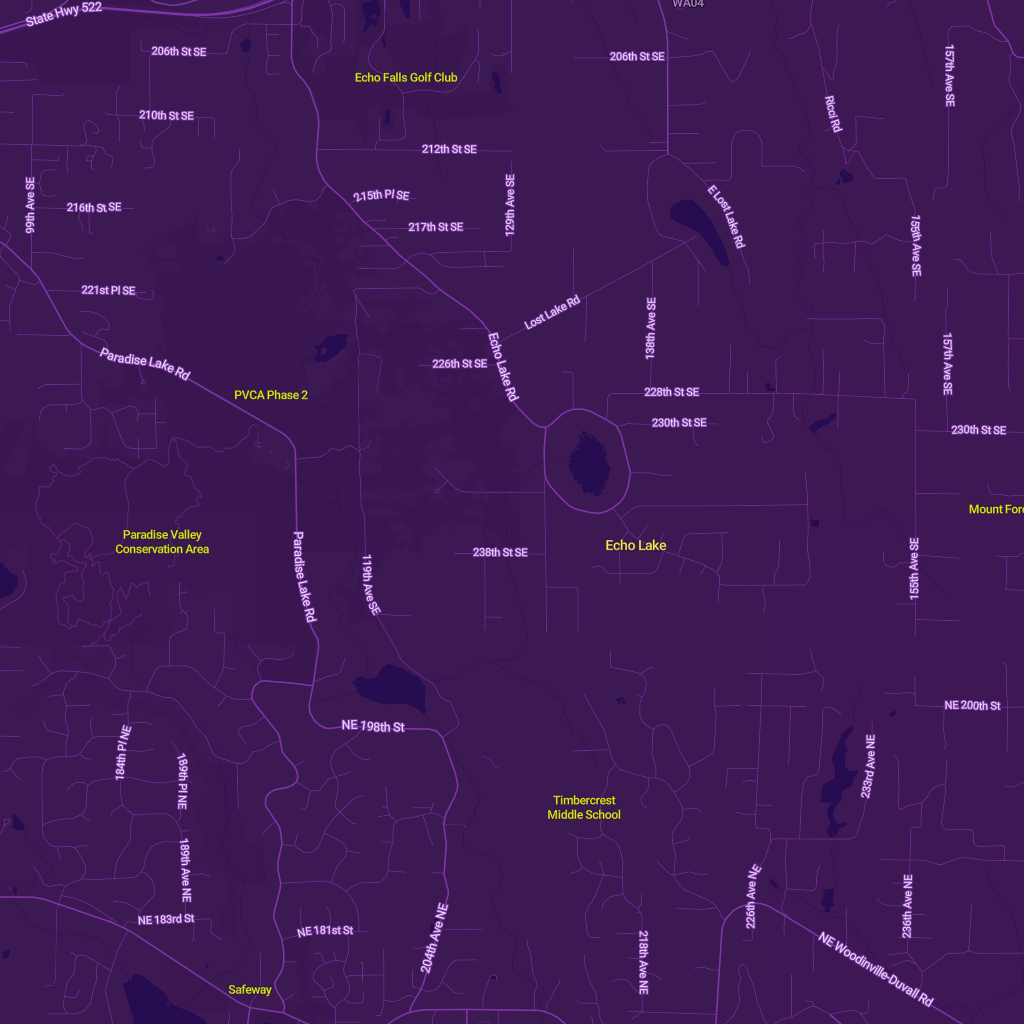 State Hwy 522
WA04
206th St SE
206th St SE
157th Ave SE
Echo Falls Golf Club
Ricci Rd
210th St SE
212th St SE
215th Pl SE
99th Ave SE
216th St SE
129th Ave SE
E Lost Lake Rd
217th St SE
155th Ave SE
221st Pl SE
Lost Lake Rd
138th Ave SE
Echo Lake Rd
Paradise Lake Rd
226th St SE
157th Ave SE
PVCA Phase 2
228th St SE
230th St SE
230th St SE
Mount Fore
Paradise Valley
Conservation Area
Echo Lake
238th St SE
Paradise Lake Rd
119th Ave SE
155th Ave SE
NE 200th St
NE 198th St
184th Pl NE
189th Pl NE
233rd Ave NE
Timbercrest
Middle School
189th Ave NE
226th Ave NE
236th Ave NE
NE 183rd St
NE 181st St
204th Ave NE
218th Ave NE
NE Woodinville-Duvall Rd
Safeway